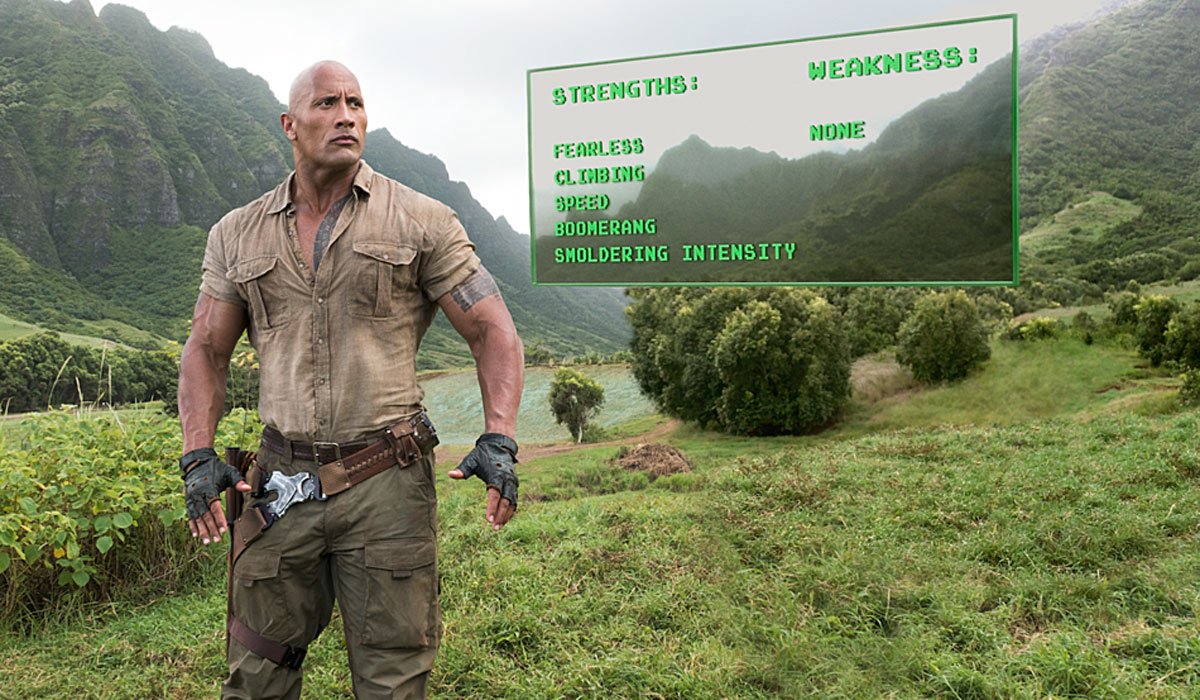 STRENGTHS:
FEARLESS
CLIMBING
SPEED
BOOMERANG
SMOLDERING INTENSITY
WEAKNESS:
NONE